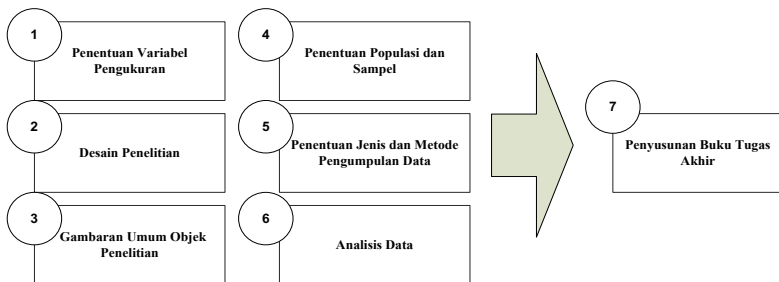 1
Penentuan Variabel
Pengukuran
2
Desain Penelitian
3
Gambaran Umum Objek
Penelitian
4
Penentuan Populasi dan
Sampel
5
Penentuan Jenis dan Metode
Pengumpulan Data
6
Analisis Data
7
Penyusunan Buku Tugas
Akhir